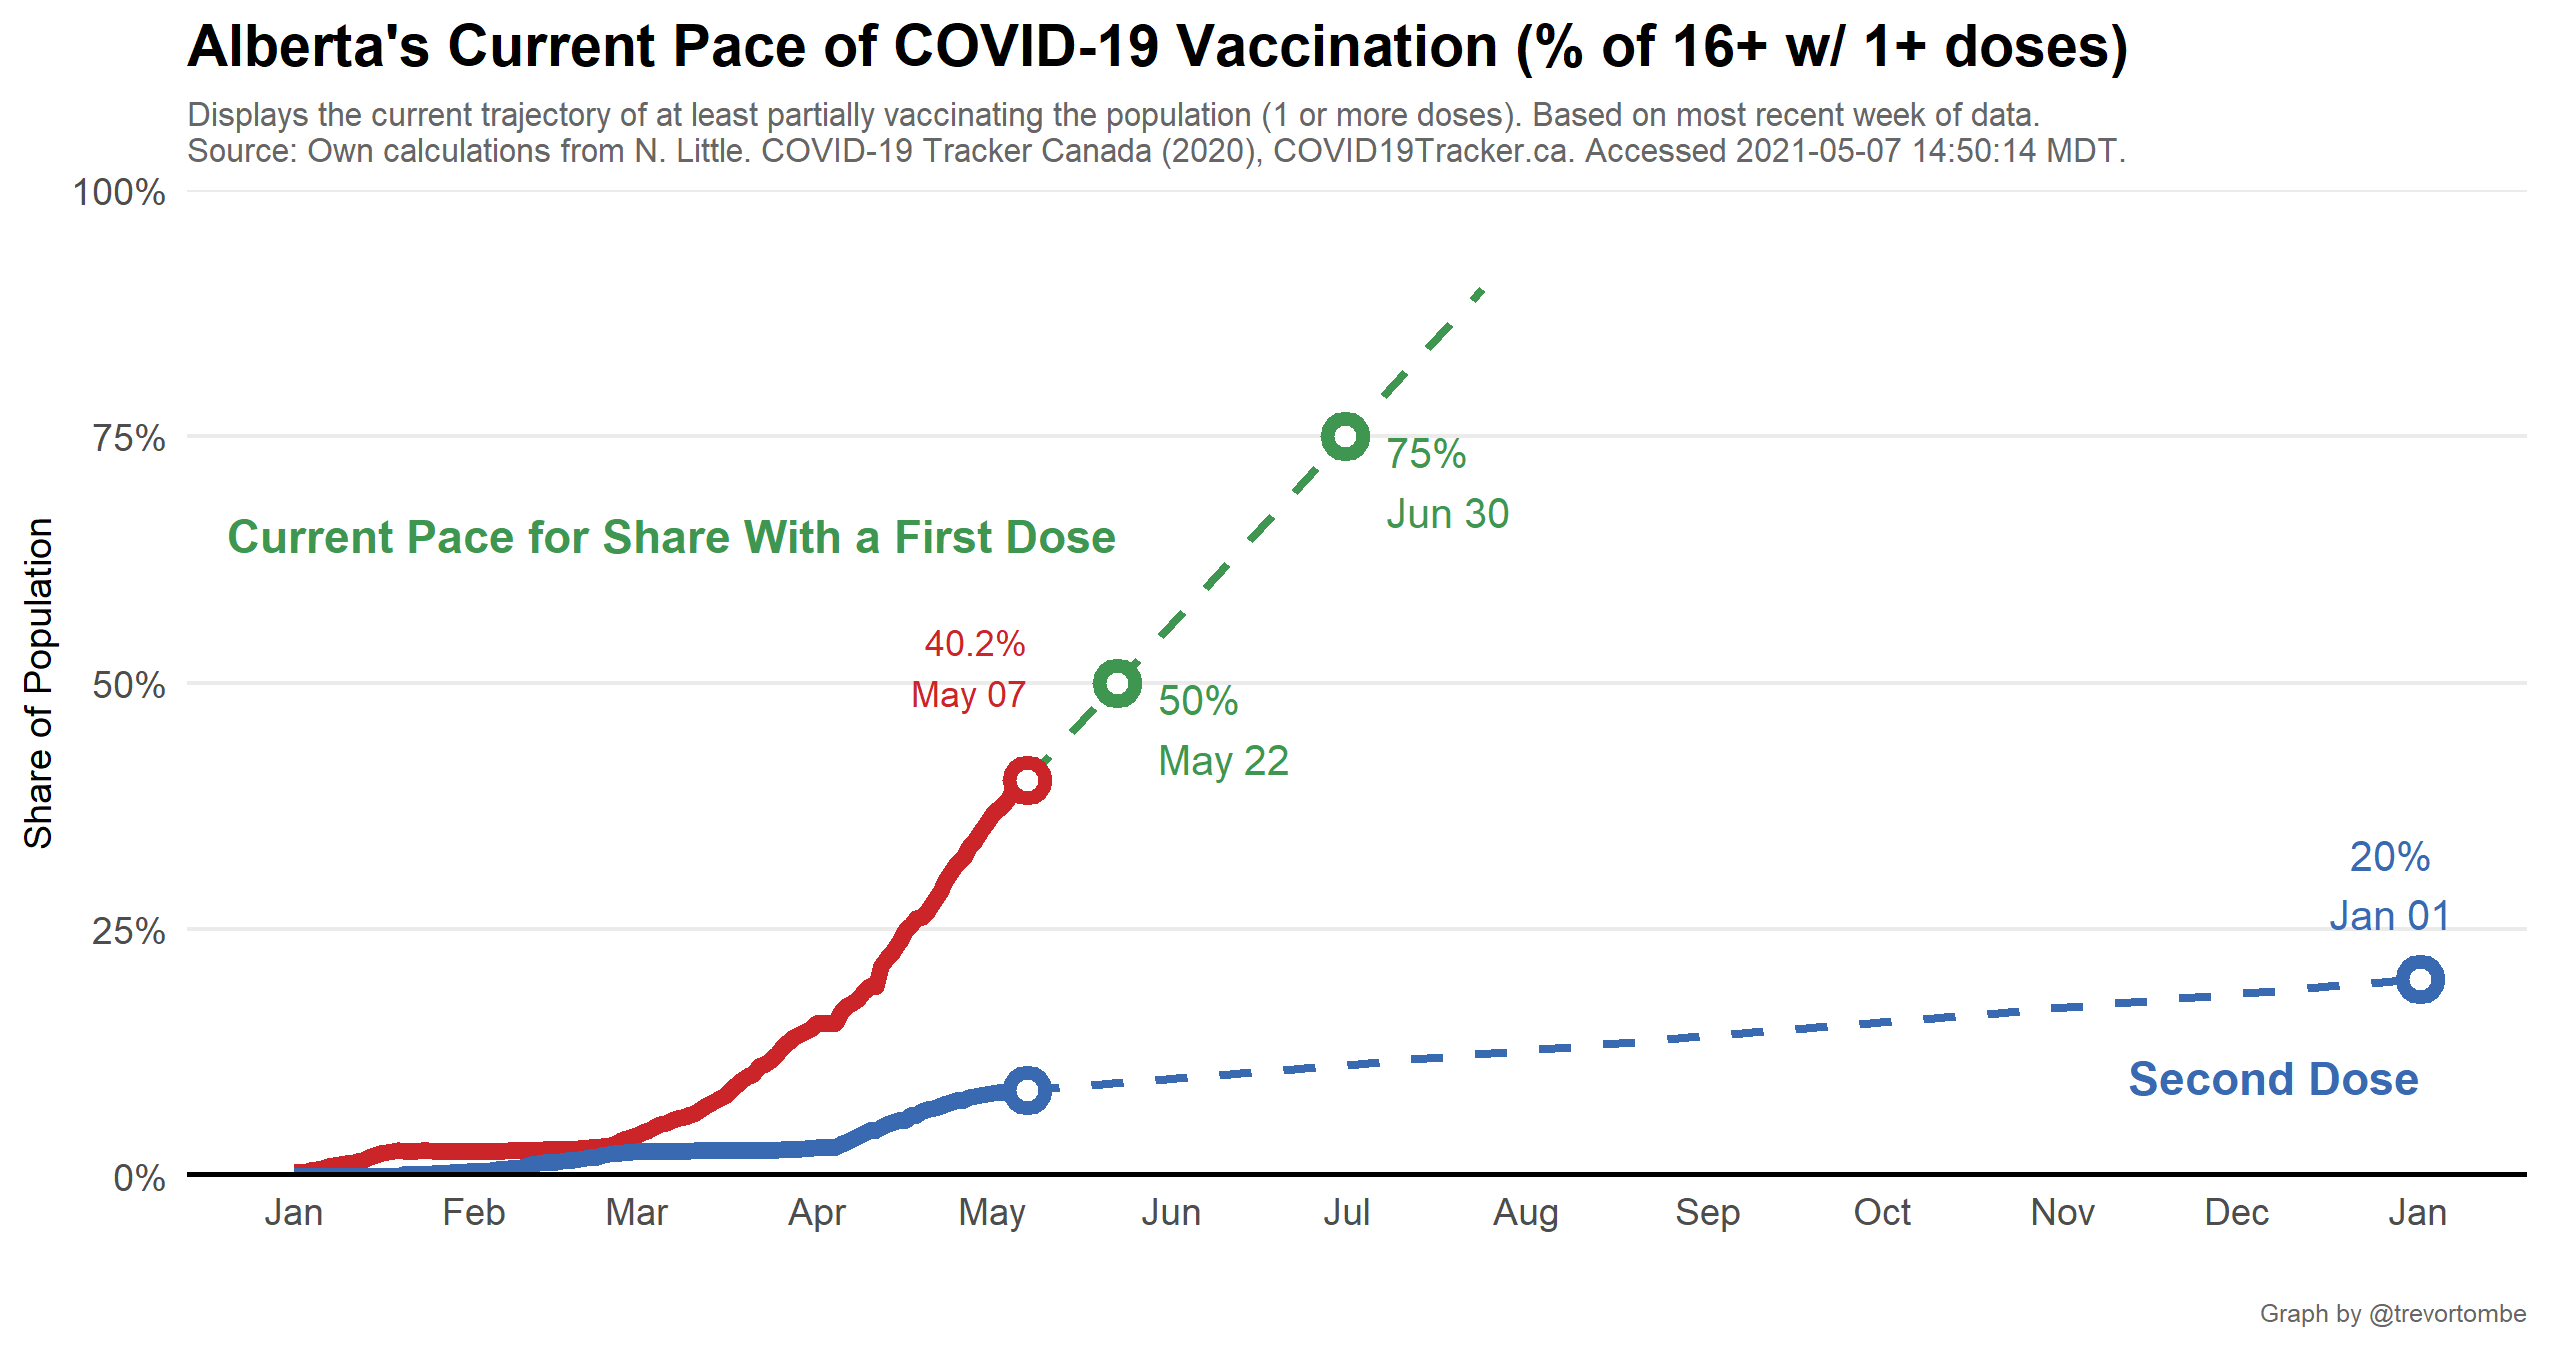 Alberta's Current Pace of COVID-19 Vaccination (% of 16+ w/ 1+ doses)
Displays the current trajectory of at least partially vaccinating the population (1 or more doses). Based on most recent week of data.
Source: Own calculations from N. Little. COVID-19 Tracker Canada (2020), COVID19Tracker.ca. Accessed 2021-05-07 14:50:14 MDT.
100%
75%
50%
25%
0%
Share of Population
75%
Jun 30
Current Pace for Share With a First Dose
40.2%
May 07
50%
May 22
20%
Jan 01
Second Dose
Jan Feb Mar Apr May Jun Jul Aug Sep Oct Nov Dec Jan
Graph by @trevortombe